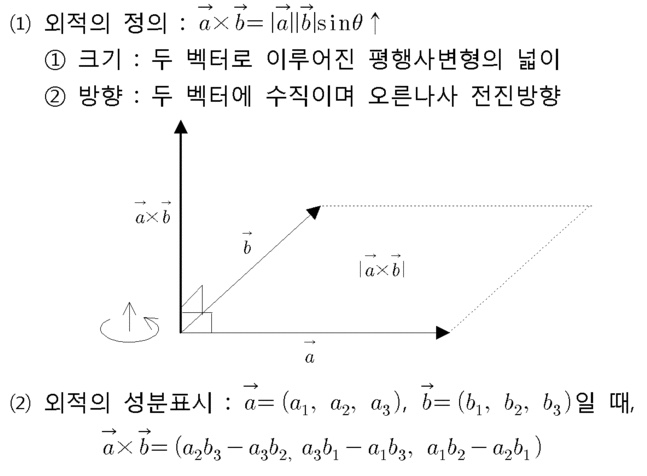 (1) 외적의 정의 : $\vec{a}\times\vec{b}=|\vec{a}||\vec{b}|\sin\theta\uparrow$
① 크기 : 두 벡터로 이루어진 평행사변형의 넓이
② 방향 : 두 벡터에 수직이며 오른나사 전진방향
$\vec{a}\times\vec{b}$
$\vec{b}$
$|\vec{a}\times\vec{b}|$
$\vec{a}$
(2) 외적의 성분표시 : $\vec{a}=(a_1,\ a_2,\ a_3)$, $\vec{b}=(b_1,\ b_2,\ b_3)$일 때,
$\vec{a}\times\vec{b}=(a_2b_3-a_3b_2,\ a_3b_1-a_1b_3,\ a_1b_2-a_2b_1)$